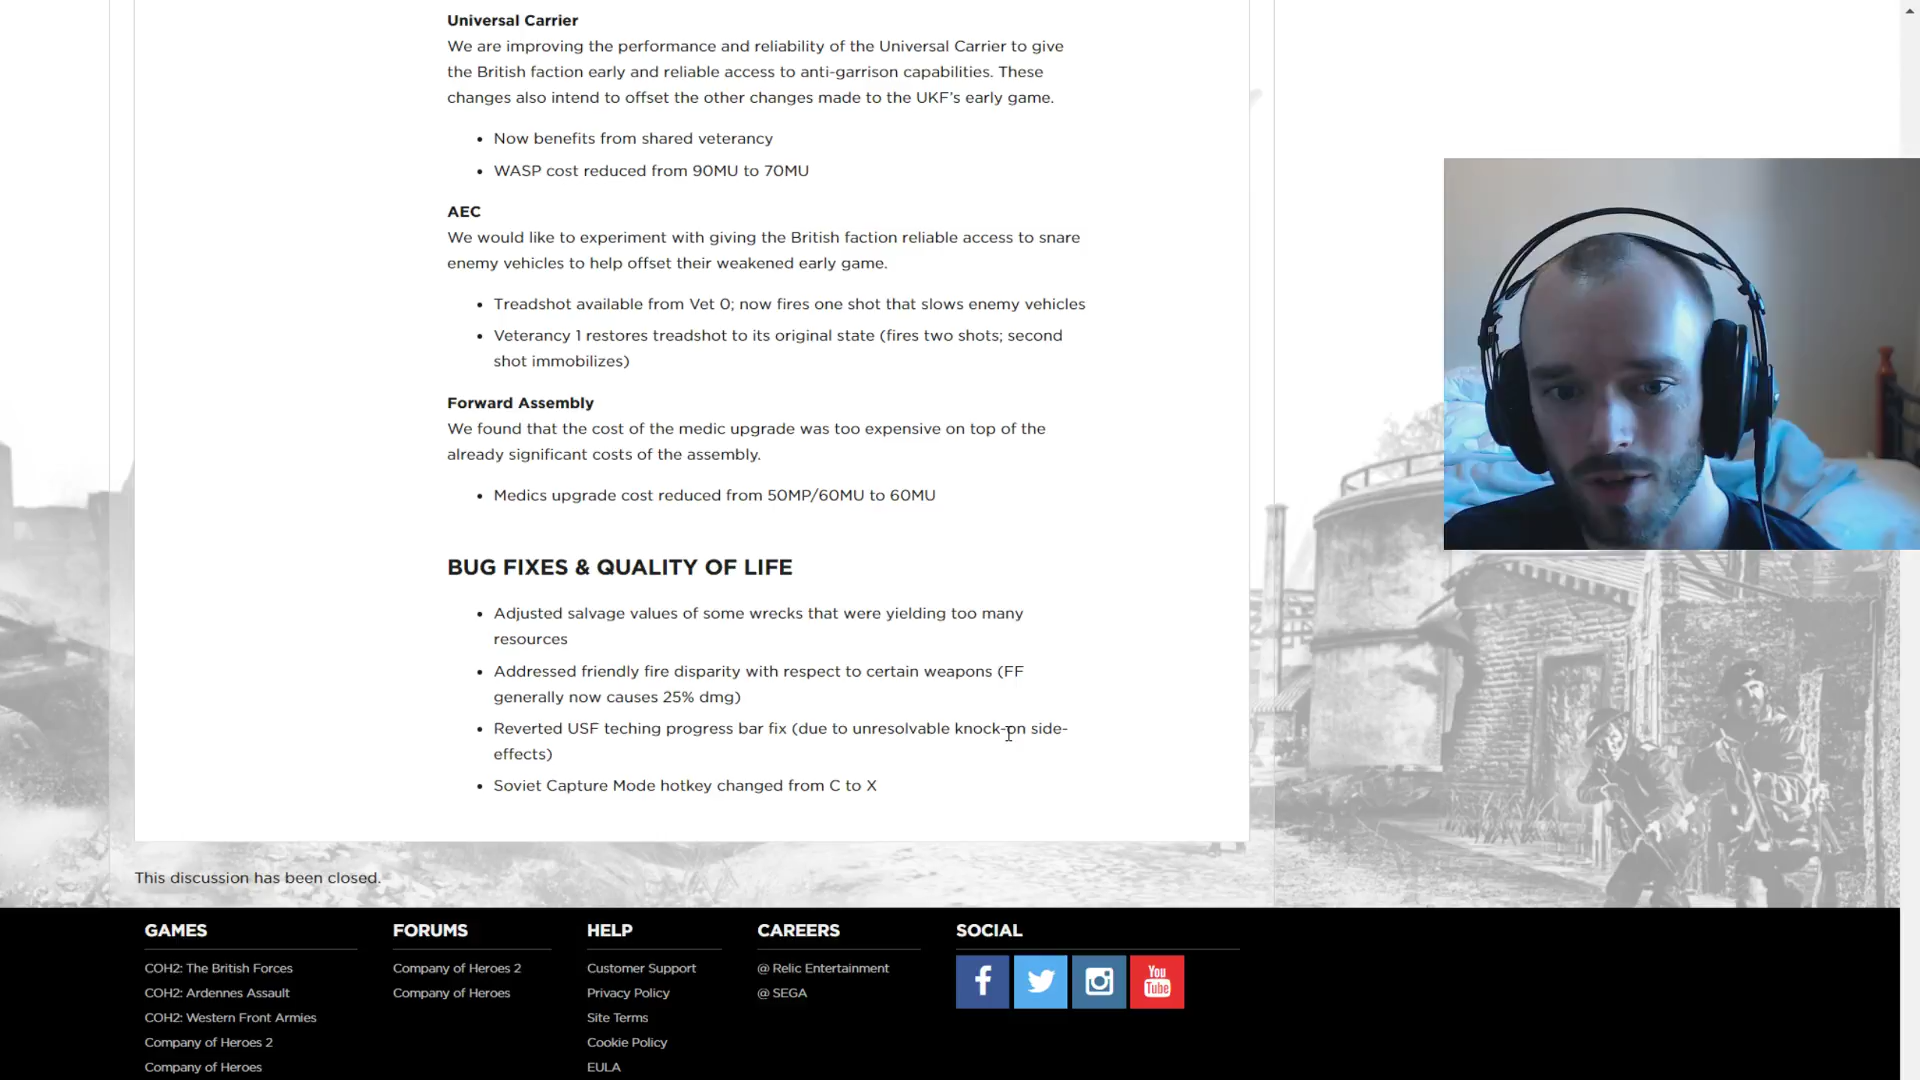 Universal Carrier
We are improving the performance and reliability of the Universal Carrier to give
the British faction early and reliable access to anti-garrison capabilities. These
changes also intend to offset the other changes made to the UKF's early game.
• Now benefits from shared veterancy
• WASP cost reduced from 90MU to 70MU
AEC
We would like to experiment with giving the British faction reliable access to snare
enemy vehicles to help offset their weakened early game.
• Treadshot available from Vet 0; now fires one shot that slows enemy vehicles
• Veterancy 1 restores treadshot to its original state (fires two shots; second
shot immobilizes)
Forward Assembly
We found that the cost of the medic upgrade was too expensive on top of the
already significant costs of the assembly.
• Medics upgrade cost reduced from 50MP/60MU to 60MU
BUG FIXES & QUALITY OF LIFE
• Adjusted salvage values of some wrecks that were yielding too many
resources
• Addressed friendly fire disparity with respect to certain weapons (FF
generally now causes 25% dmg)
• Reverted USF teching progress bar fix (due to unresolvable knock-on side-
effects)
• Soviet Capture Mode hotkey changed from C to X
This discussion has been closed.
GAMES FORUMS HELP CAREERS SOCIAL
COH2: The British Forces Company of Heroes 2 Customer Support @ Relic Entertainment
COH2: Ardennes Assault Company of Heroes Privacy Policy @ SEGA
COH2: Western Front Armies Site Terms
Company of Heroes 2 Cookie Policy
Company of Heroes EULA
You
Tube